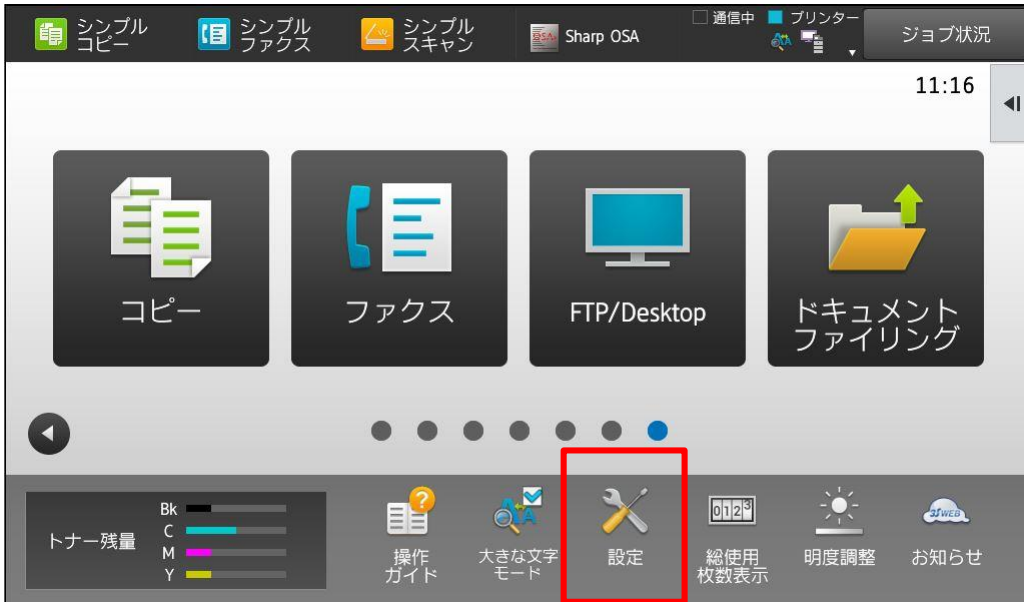 シンプル
コピー
シンプル
ファクス
シンプル
スキャン
OSA
Sharp OSA
通信中
プリンター
ジョブ状況
11:16
コピー
ファクス
FTP/Desktop
ドキュメント
ファイリング
トナー残量
Bk
C
M
Y
操作
ガイド
大きな文字
モード
設定
0123
総使用
枚数表示
明度調整
WEB
お知らせ